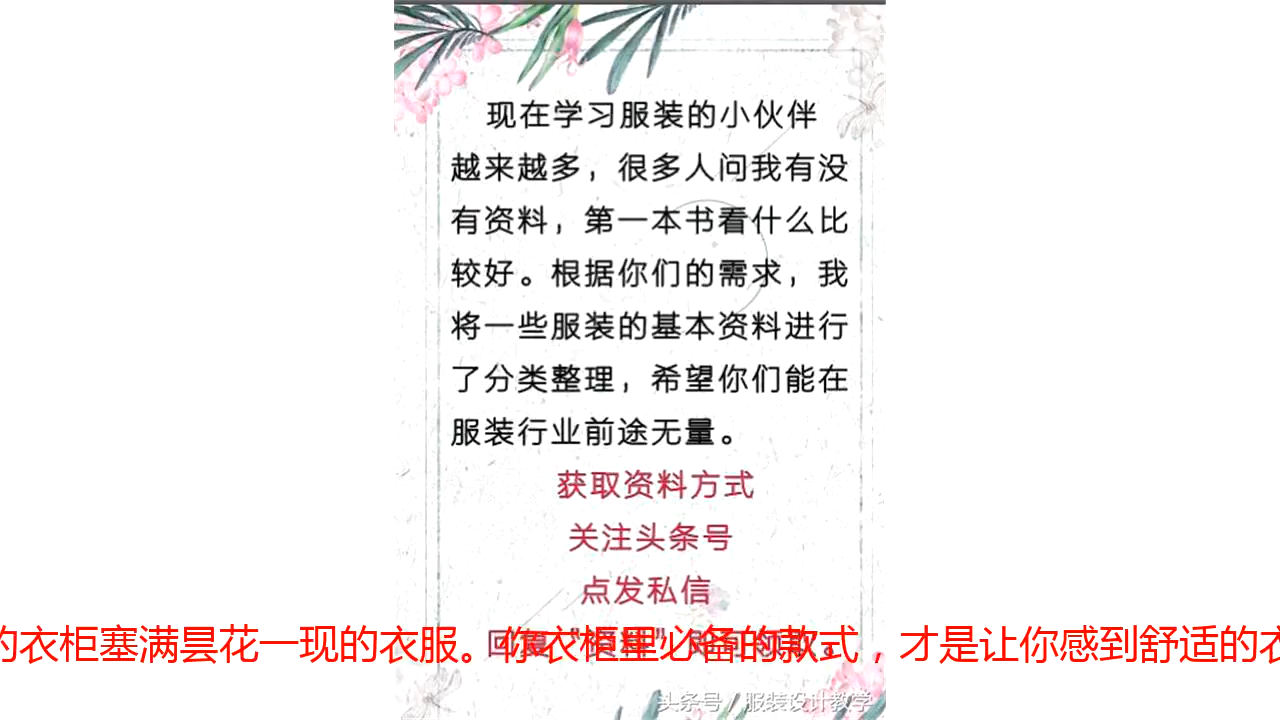 现在学习服装的小伙伴
越来越多，很多人问我有没
有资料，第一本书看什么比
较好。根据你们的需求，我
将一些服装的基本资料进行
了分类整理，希望你们能在
服装行业前途无量。
获取资料方式
关注头条号
点发私信
的衣柜塞满昙花一现的衣服。你衣柜里必备的款式，才是让你感到舒适的衣
头条号 / 服装设计教学